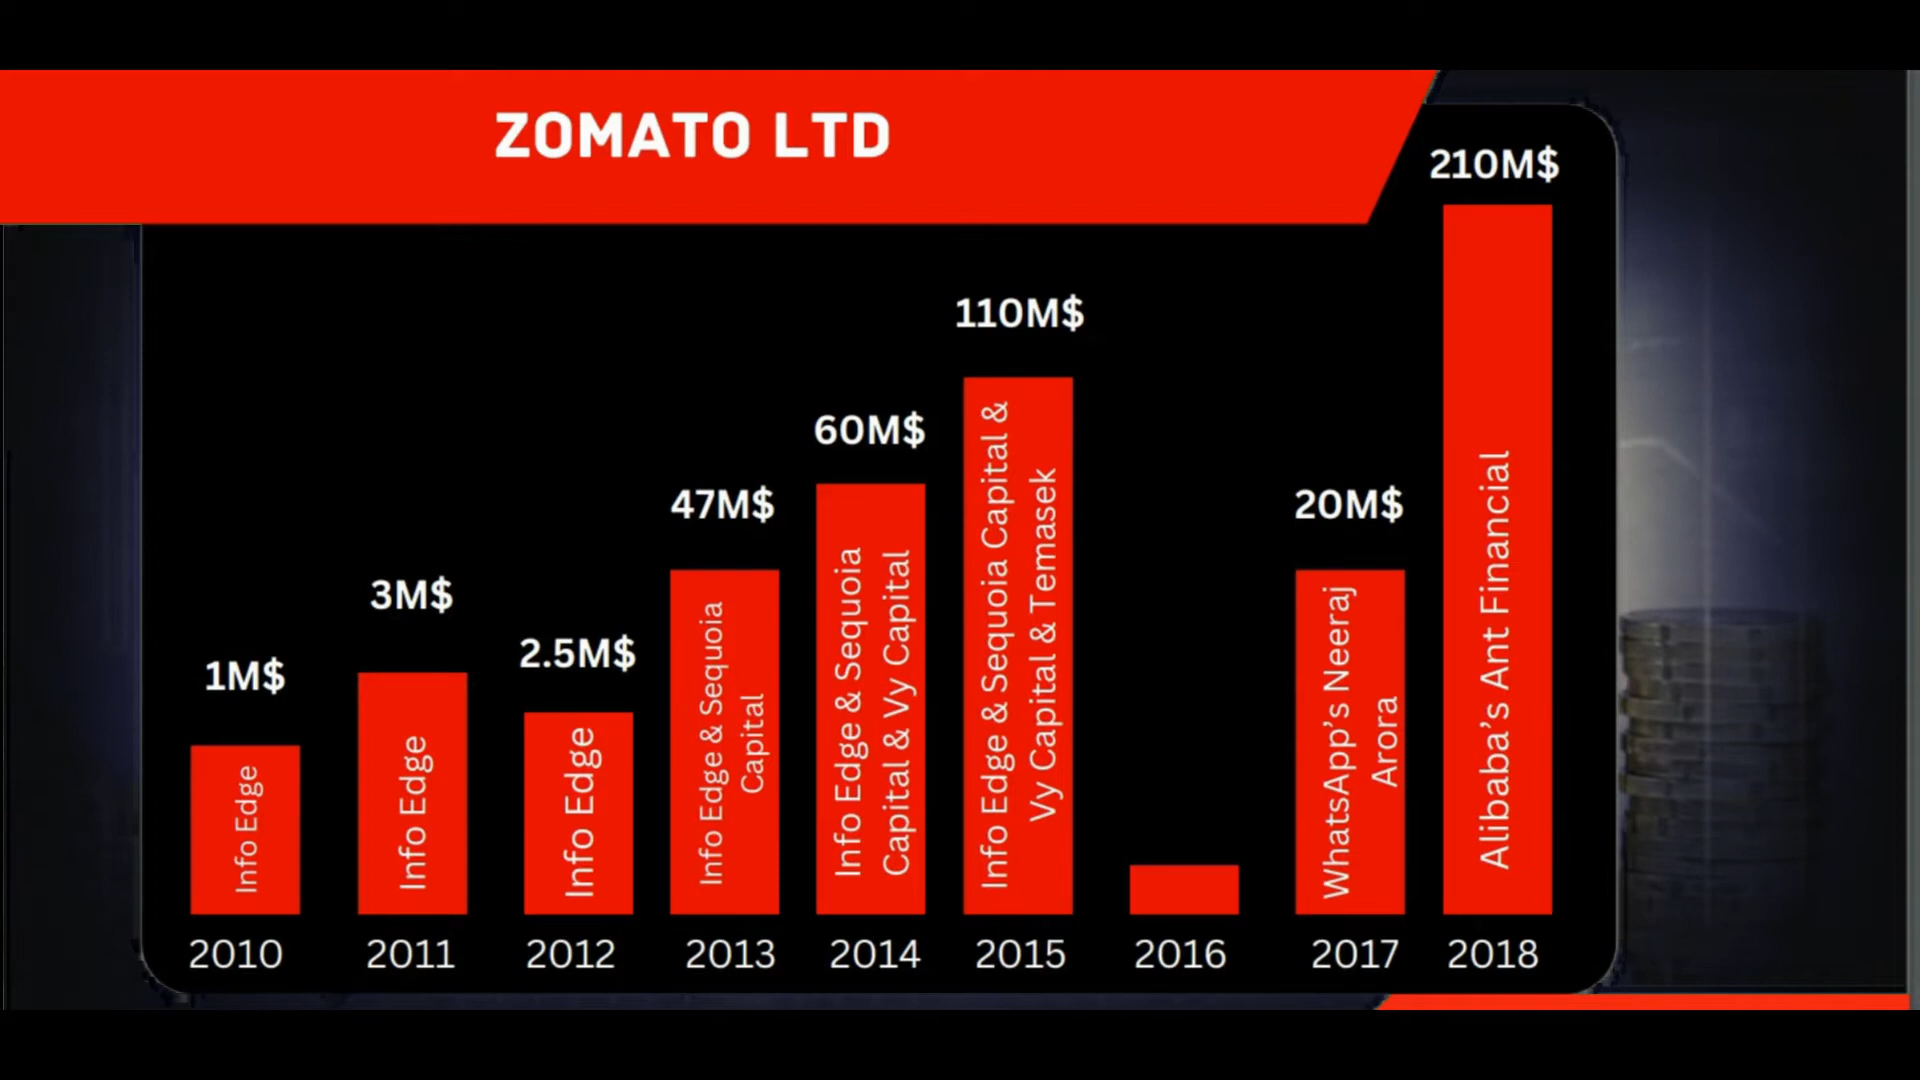 ZOMATO LTD
210M$
110M$
60M$
47M$
20M$
3M$
2.5M$
1M$
Info Edge
Info Edge
Info Edge
Info Edge & Sequoia
Capital
Info Edge & Sequoia
Capital & Vy Capital
Info Edge & Sequoia Capital &
Vy Capital & Temasek
WhatsApp's Neeraj
Arora
Alibaba's Ant Financial
2010 2011 2012 2013 2014 2015 2016 2017 2018